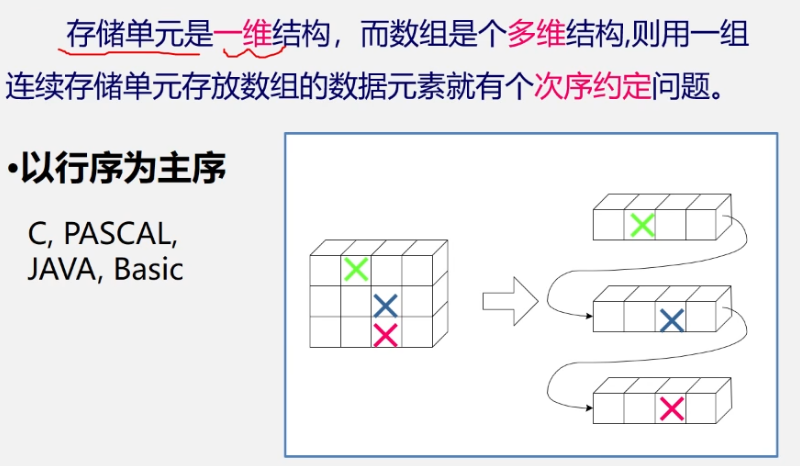 存储单元是一维结构，而数组是个多维结构,则用一组
连续存储单元存放数组的数据元素就有个次序约定问题。
•以行序为主序
C, PASCAL,
JAVA, Basic